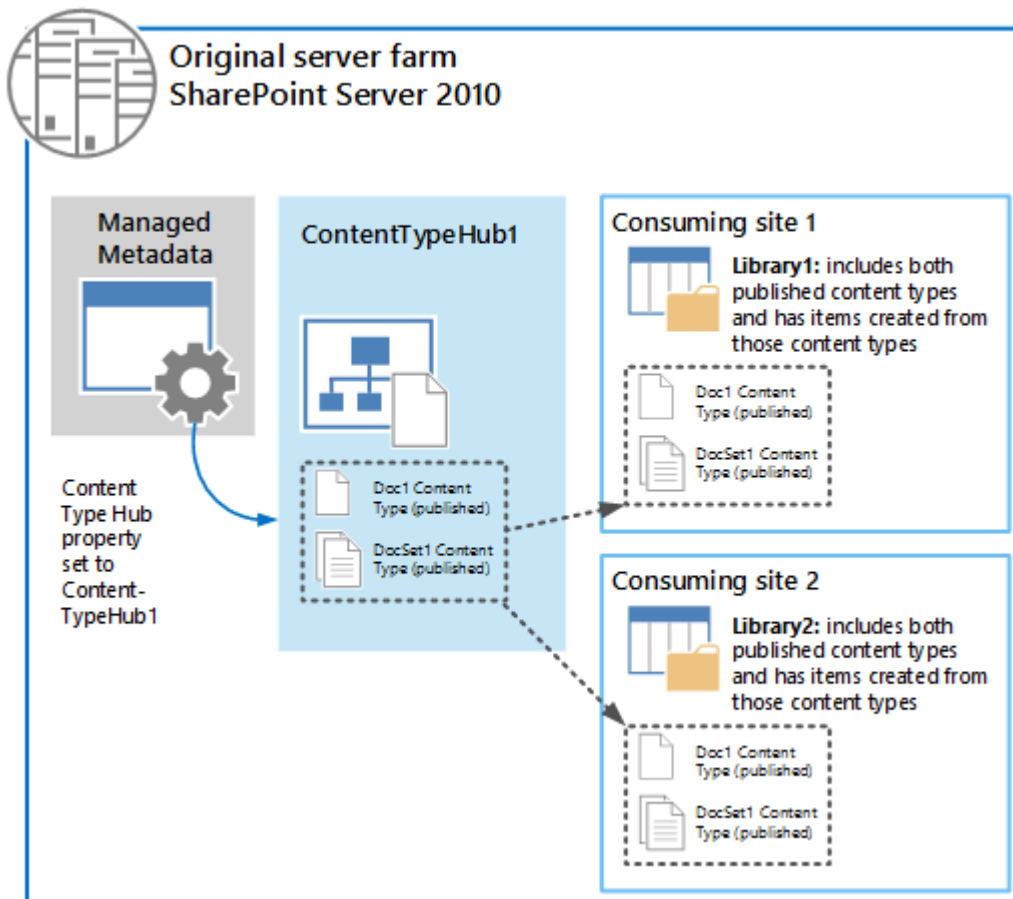 Original server farm
SharePoint Server 2010
Managed
Metadata
Content
Type Hub
property
set to
Content-
TypeHub1
ContentTypeHub1
Doc1 Content
Type (published)
DocSet1 Content
Type (published)
Consuming site 1
Library1: includes both
published content types
and has items created from
those content types
Doc1 Content
Type (published)
DocSet1 Content
Type (published)
Consuming site 2
Library2: includes both
published content types
and has items created from
those content types
Doc1 Content
Type (published)
DocSet1 Content
Type (published)